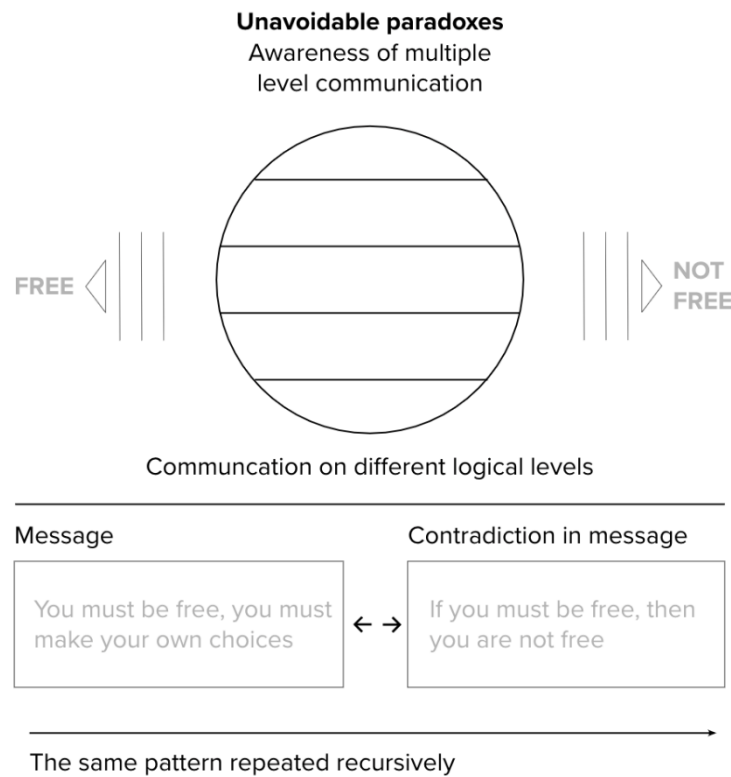 Unavoidable paradoxes
Awareness of multiple
level communication
FREE
NOT
FREE
Communcation on different logical levels
Message
Contradiction in message
You must be free, you must
make your own choices
If you must be free, then
you are not free
The same pattern repeated recursively